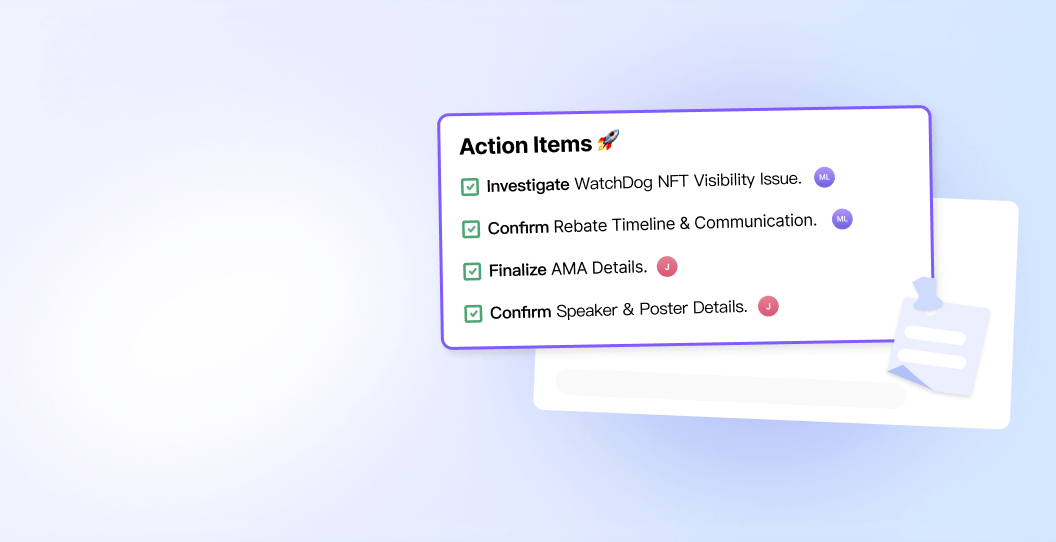 Action Items 🚀
Investigate WatchDog NFT Visibility Issue. ML
Confirm Rebate Timeline & Communication. ML
Finalize AMA Details. J
Confirm Speaker & Poster Details. J